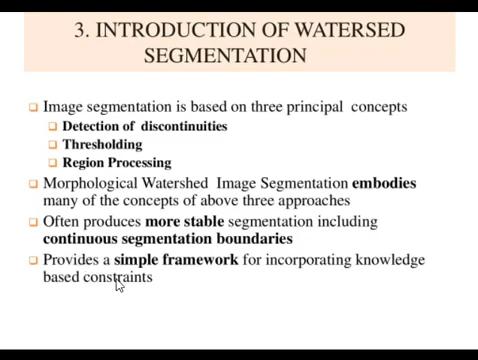 3. INTRODUCTION OF WATERSED
SEGMENTATION
Image segmentation is based on three principal concepts
Detection of discontinuities
Thresholding
Region Processing
Morphological Watershed Image Segmentation embodies
many of the concepts of above three approaches
Often produces more stable segmentation including
continuous segmentation boundaries
Provides a simple framework for incorporating knowledge
based constraints